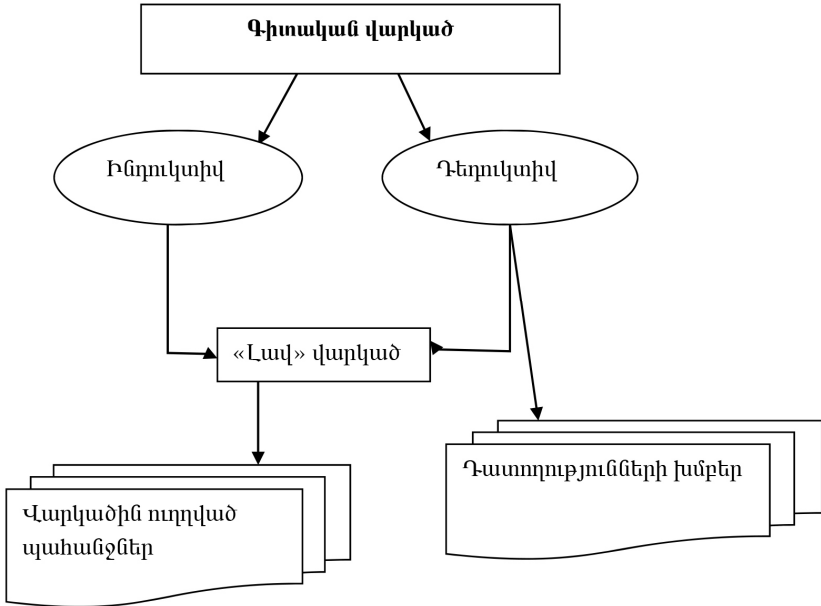 Գիտական վարկած
Ինդուկտիվ
Դեդուկտիվ
«Լավ» վարկած
Դատողությունների խմբեր
Վարկածին ուղղված
պահանջներ